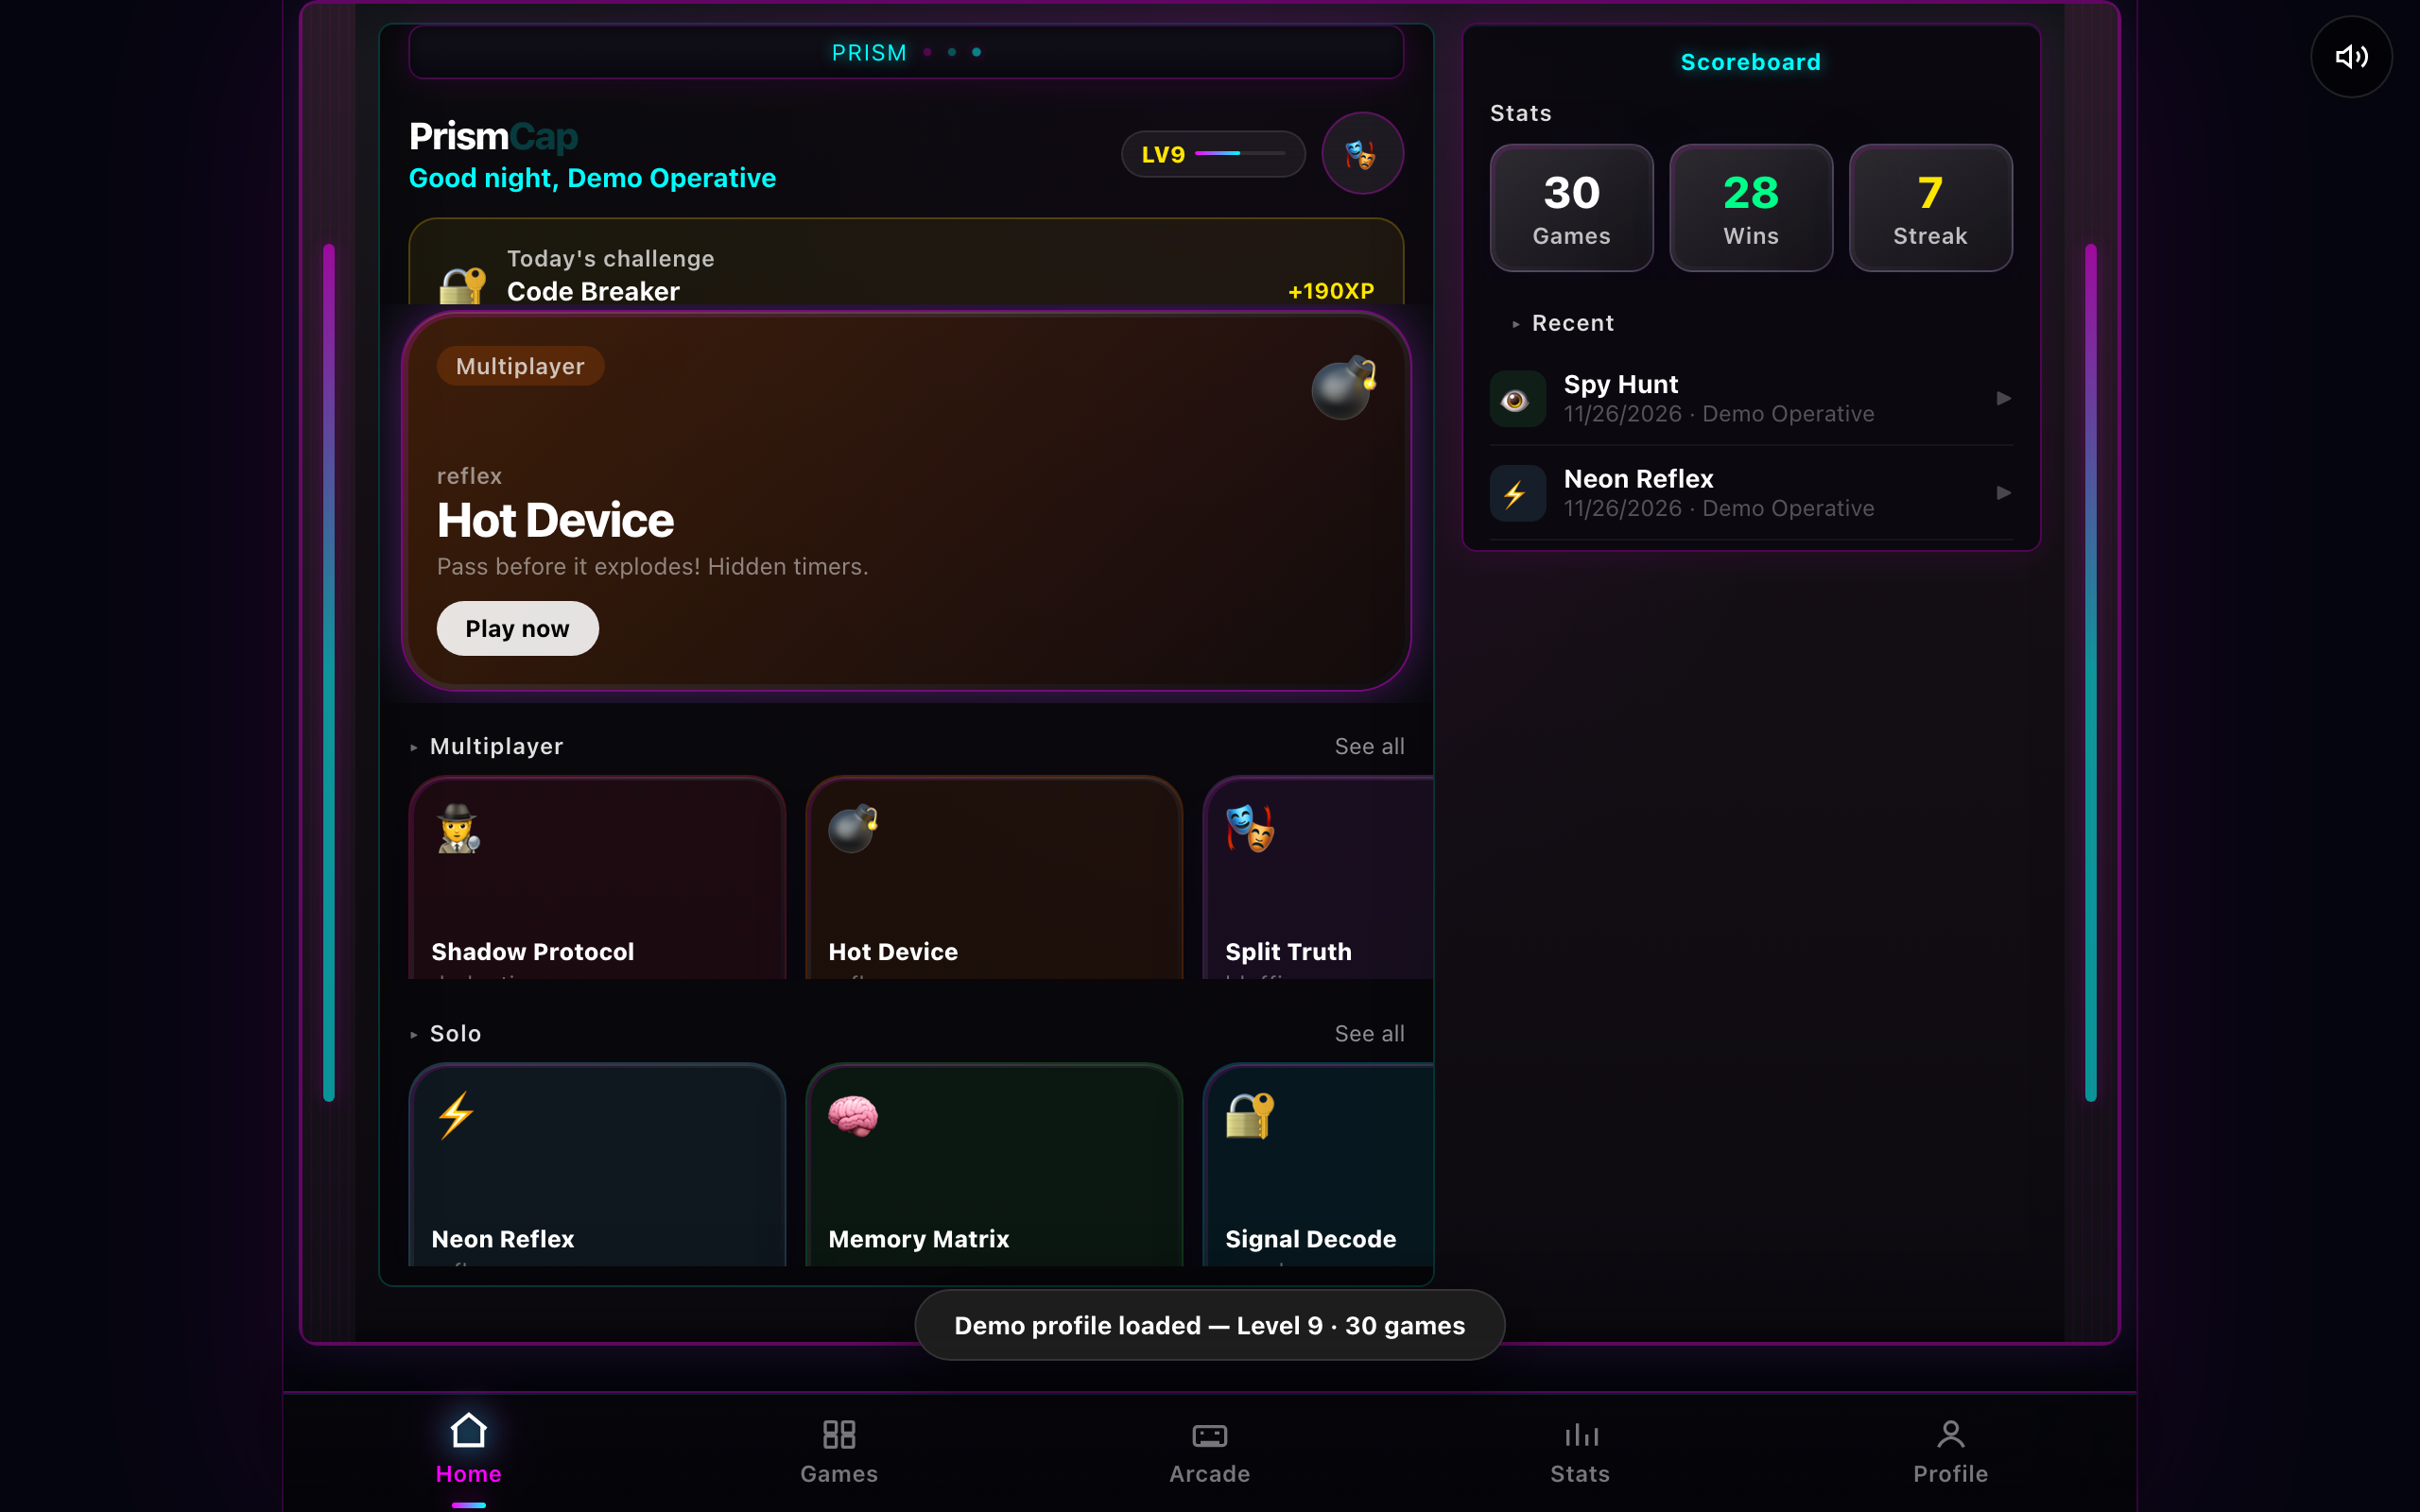 PRISM
PrismCap
Good night, Demo Operative
LV9
Today's challenge
Code Breaker
+190XP
Multiplayer
reflex
Hot Device
Pass before it explodes! Hidden timers.
Play now
Multiplayer
See all
Shadow Protocol
Hot Device
Split Truth
Solo
See all
Neon Reflex
Memory Matrix
Signal Decode
Scoreboard
Stats
30
Games
28
Wins
7
Streak
Recent
Spy Hunt
11/26/2026 · Demo Operative
Neon Reflex
11/26/2026 · Demo Operative
Demo profile loaded — Level 9 · 30 games
Home
Games
Arcade
Stats
Profile